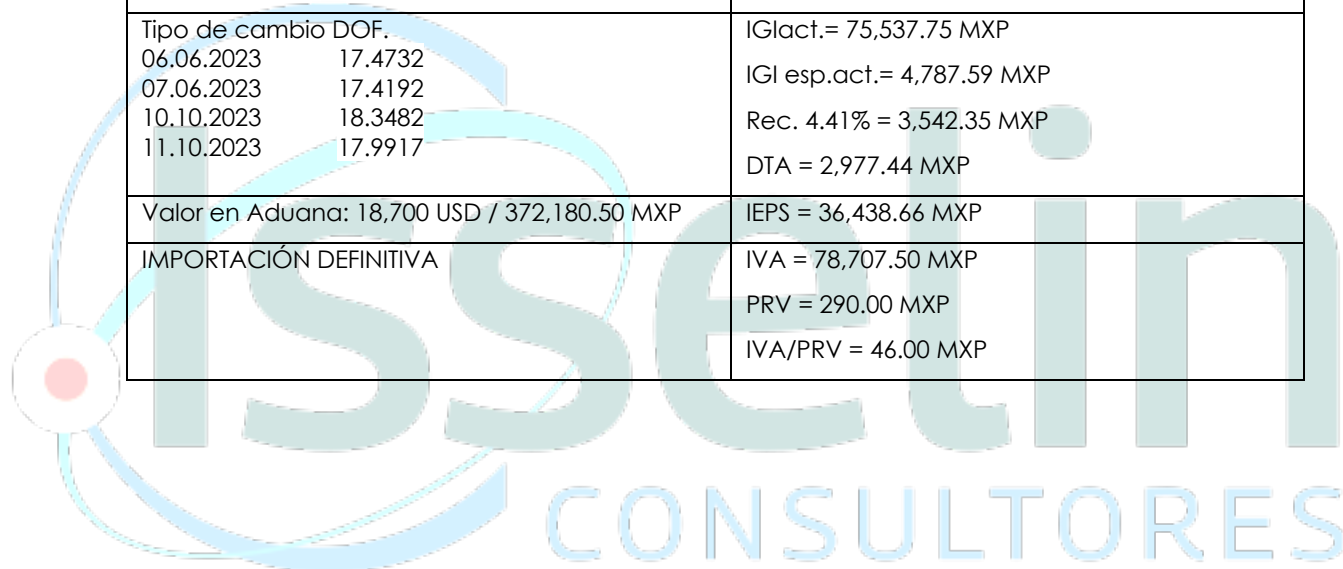 Tipo de cambio DOF.
06.06.2023 17.4732
07.06.2023 17.4192
10.10.2023 18.3482
11.10.2023 17.9917
IGIact.= 75,537.75 MXP
IGI esp.act.= 4,787.59 MXP
Rec. 4.41% = 3,542.35 MXP
DTA = 2,977.44 MXP
Valor en Aduana: 18,700 USD / 372,180.50 MXP
IEPS = 36,438.66 MXP
IMPORTACIÓN DEFINITIVA
IVA = 78,707.50 MXP
PRV = 290.00 MXP
IVA/PRV = 46.00 MXP
Isselin
CONSULTORES